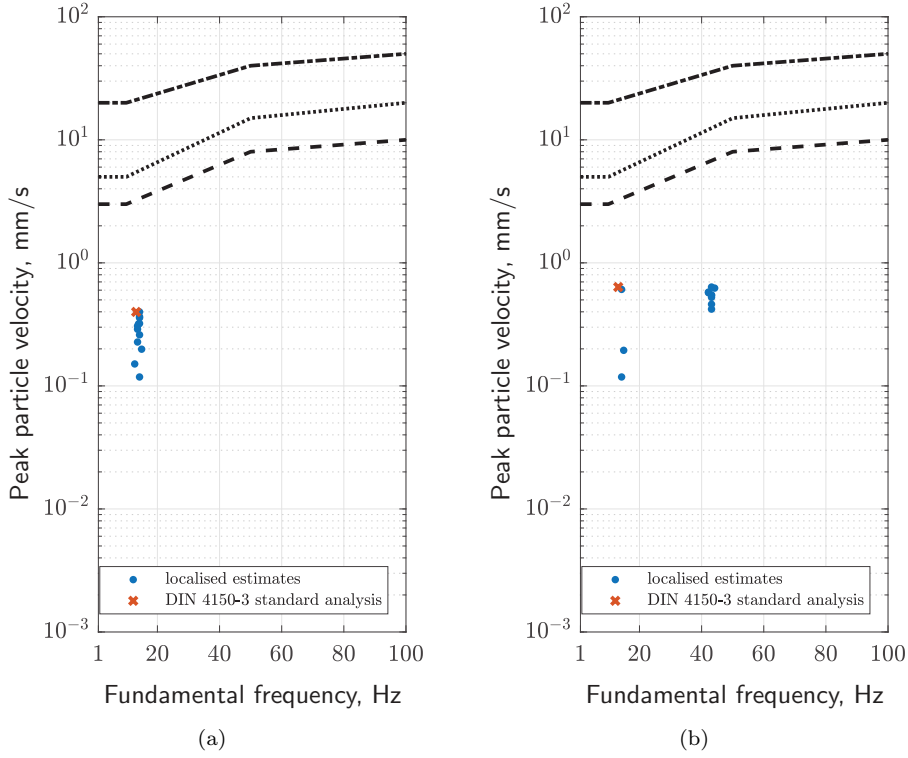 10^2
10^1
10^0
10^-1
10^-2
10^-3
Peak particle velocity, mm/s
localised estimates
DIN 4150-3 standard analysis
1 20 40 60 80 100
Fundamental frequency, Hz
(a)
10^2
10^1
10^0
10^-1
10^-2
10^-3
Peak particle velocity, mm/s
localised estimates
DIN 4150-3 standard analysis
1 20 40 60 80 100
Fundamental frequency, Hz
(b)